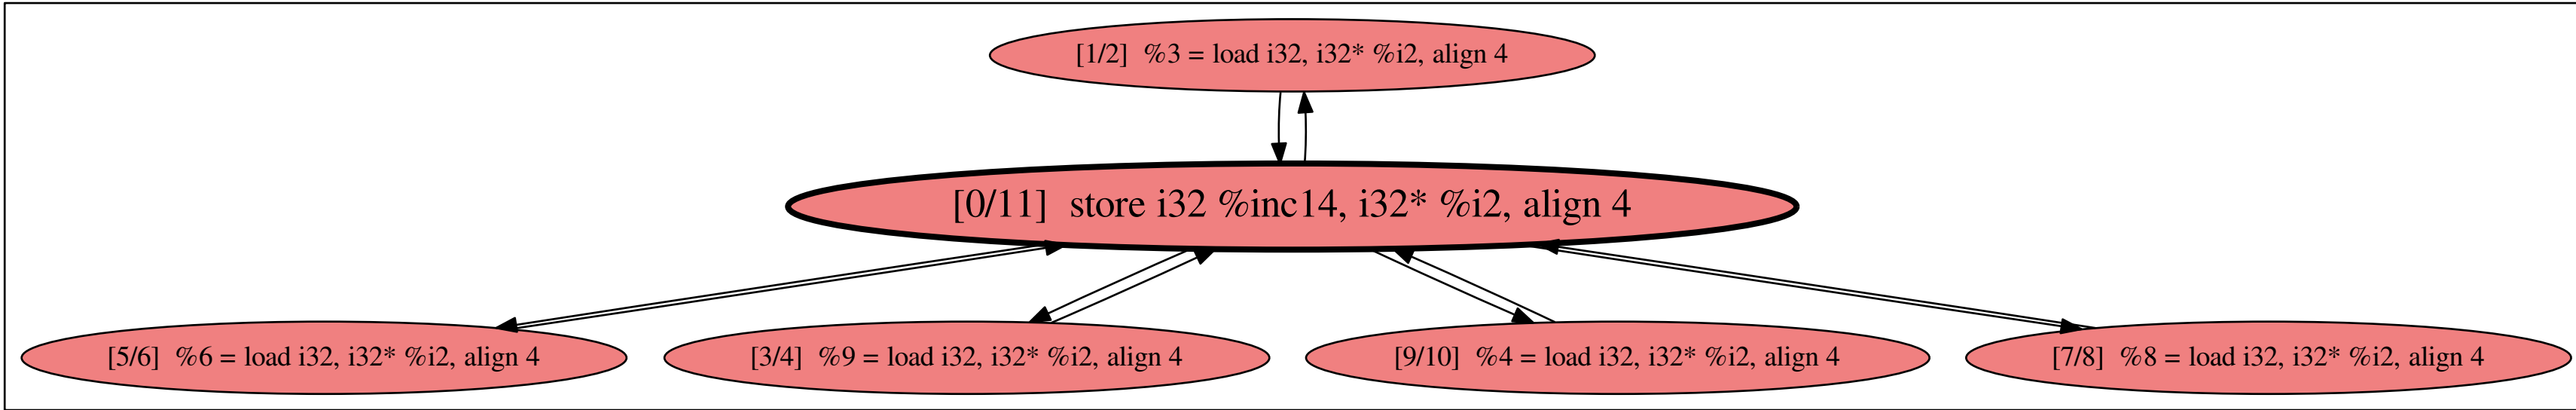 [1/2]  %3 = load i32, i32* %i2, align 4
[0/11]  store i32 %inc14, i32* %i2, align 4
[5/6]  %6 = load i32, i32* %i2, align 4
[3/4]  %9 = load i32, i32* %i2, align 4
[9/10]  %4 = load i32, i32* %i2, align 4
[7/8]  %8 = load i32, i32* %i2, align 4